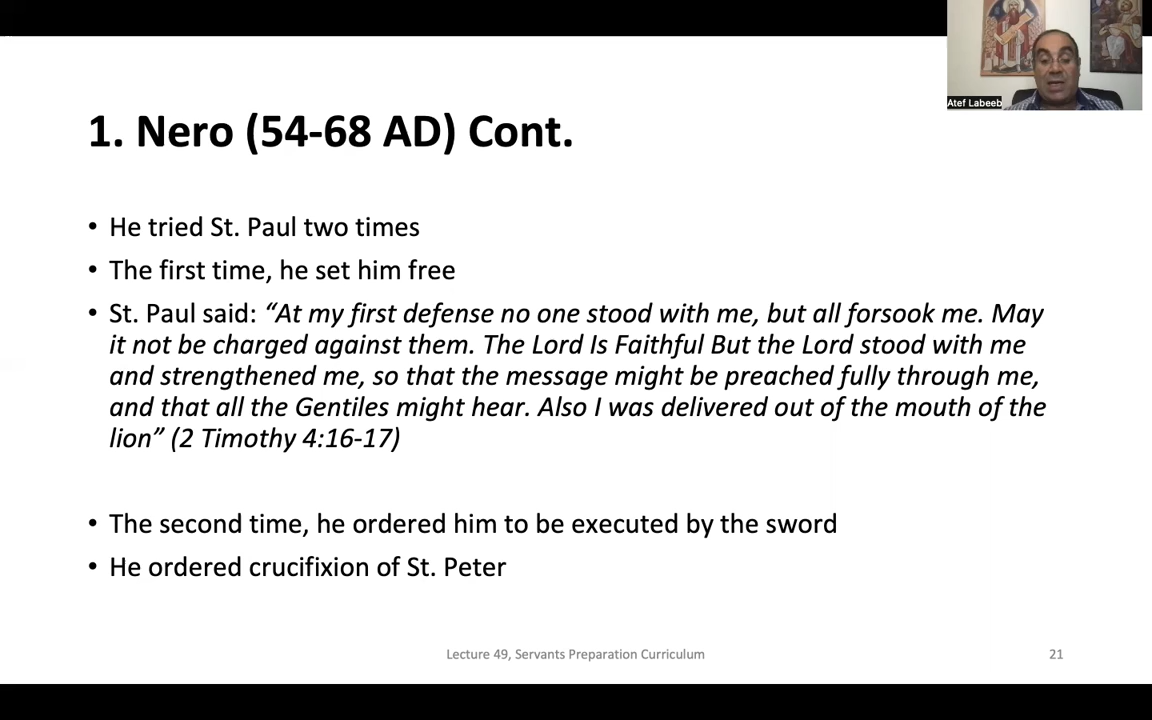 Atef Labeeb
1. Nero (54-68 AD) Cont.
• He tried St. Paul two times
• The first time, he set him free
• St. Paul said: “At my first defense no one stood with me, but all forsook me. May
it not be charged against them. The Lord Is Faithful But the Lord stood with me
and strengthened me, so that the message might be preached fully through me,
and that all the Gentiles might hear. Also I was delivered out of the mouth of the
lion” (2 Timothy 4:16-17)
• The second time, he ordered him to be executed by the sword
• He ordered crucifixion of St. Peter
Lecture 49, Servants Preparation Curriculum
21